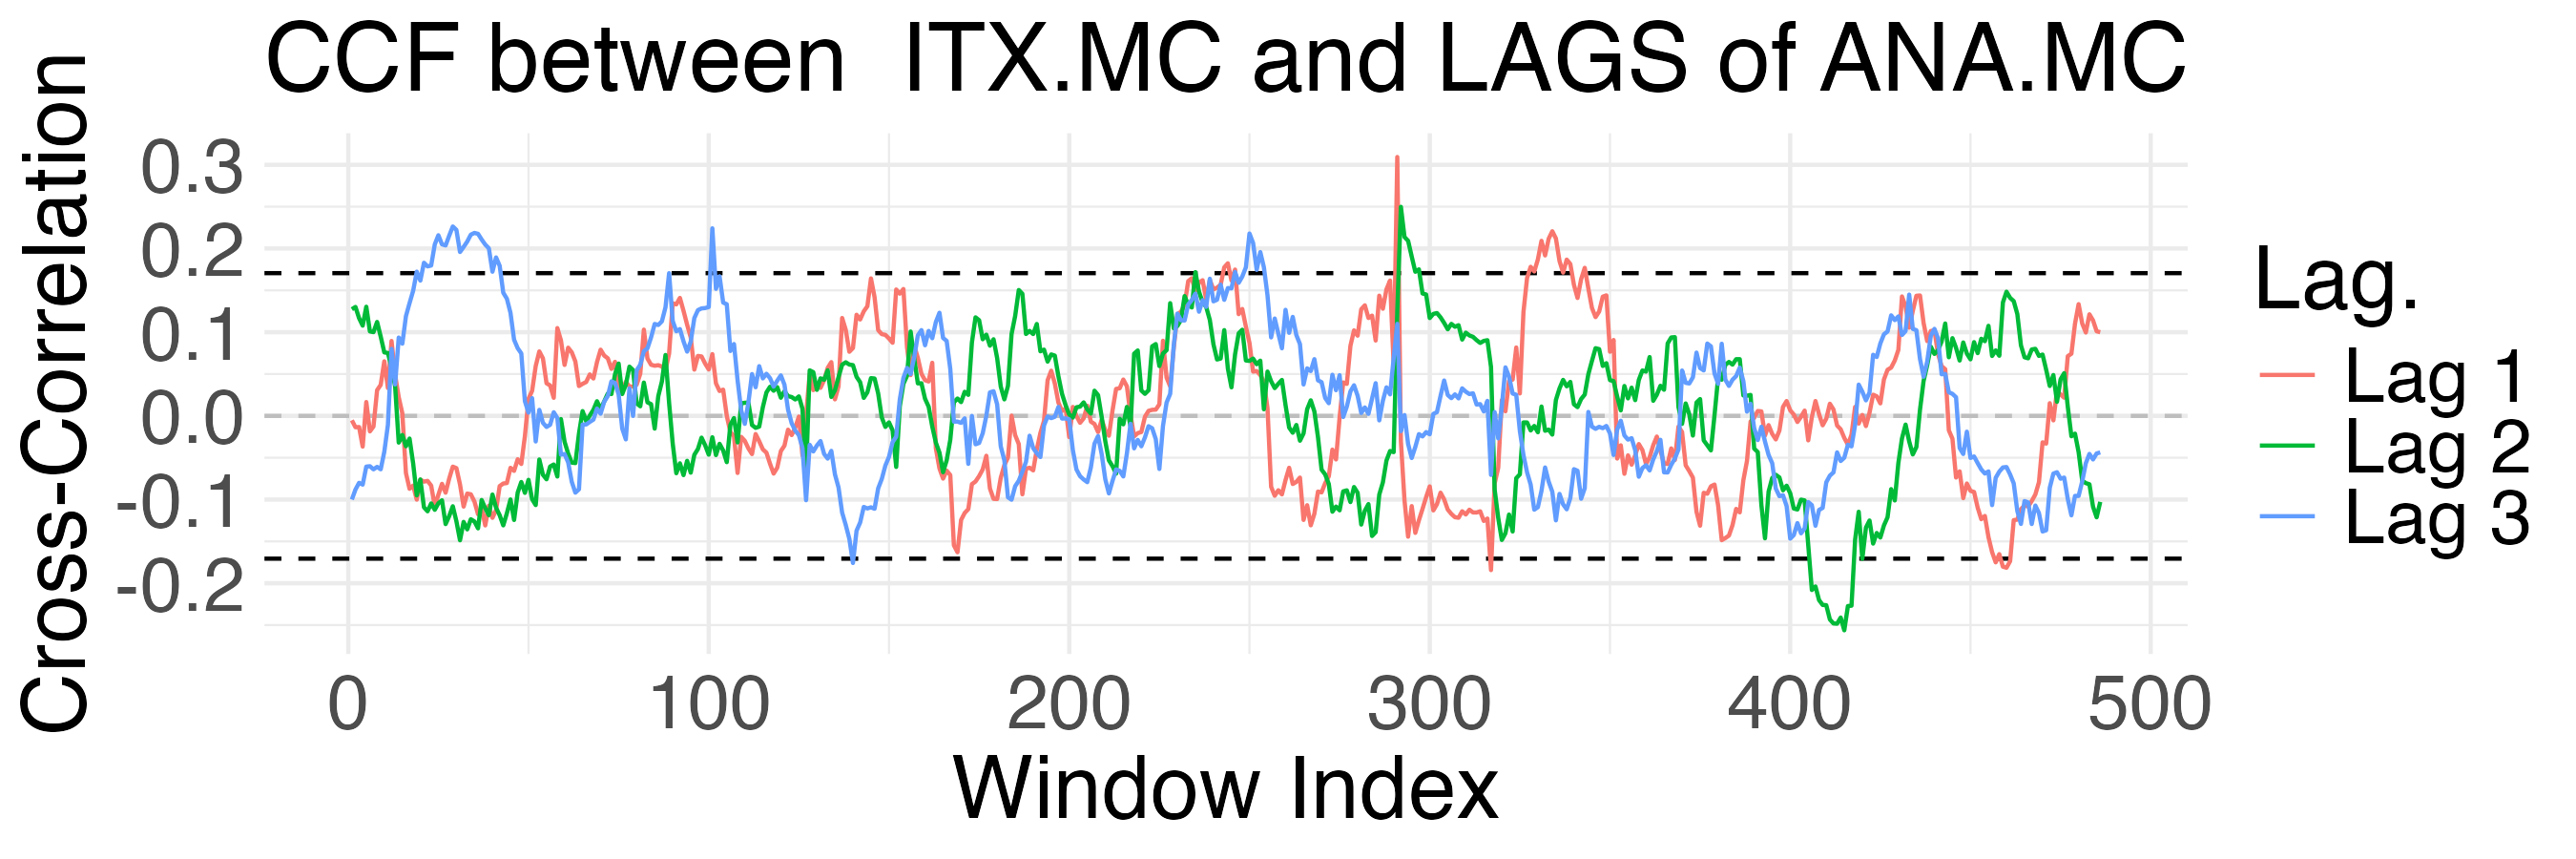 CCF between  ITX.MC and LAGS of ANA.MC
Cross-Correlation
0.3
0.2
0.1
0.0
-0.1
-0.2
0 100 200 300 400 500
Window Index
Lag.
Lag 1
Lag 2
Lag 3